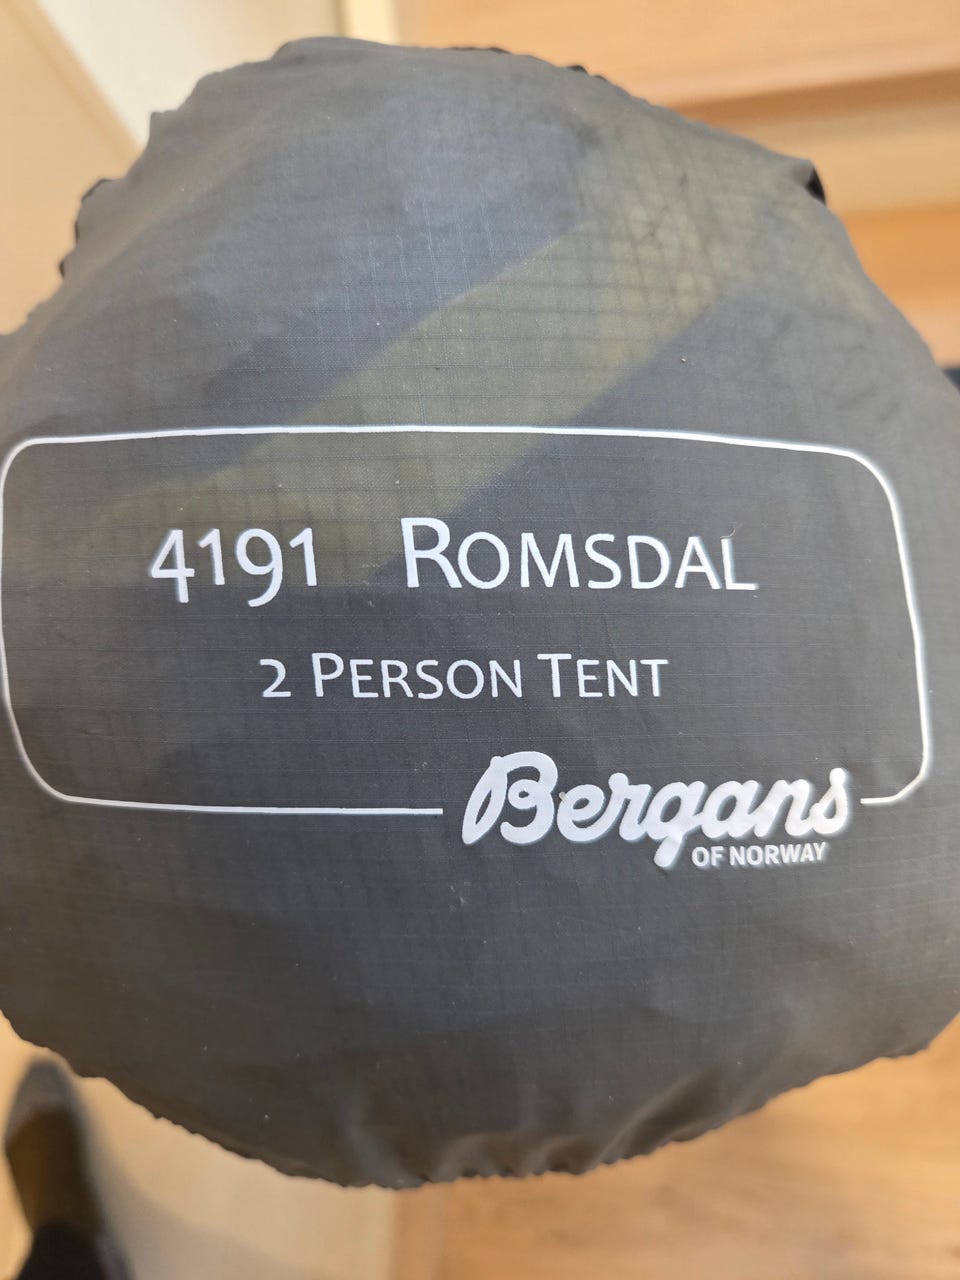 4191 Romsdal
2 Person Tent
Bergans
OF NORWAY